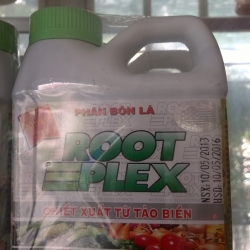 PHÂN BÓN LÁ
ROOT
PLEX
CHIẾT XUẤT TỪ TẢO BIỂN
NSX:10/05/2013
HSD:10/05/2016